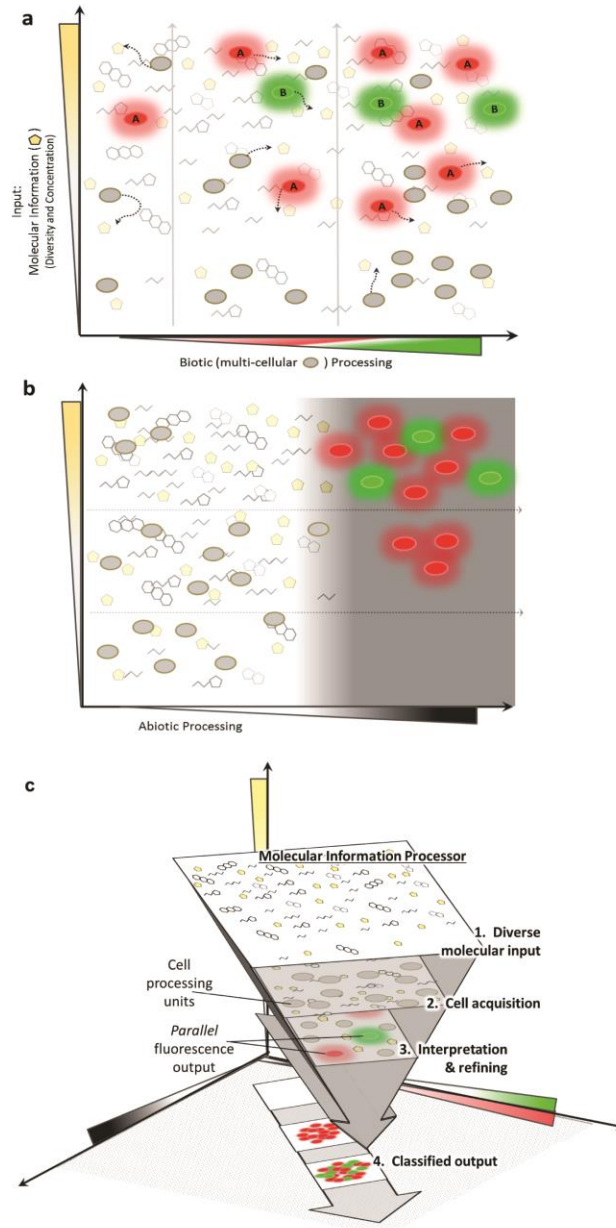 a
A
A
B
A
A
A
B
B
A
A
A
Input:
Molecular Information ( )
(Diversity and Concentration)
Biotic (multi-cellular ) Processing
b
Abiotic Processing
c
Molecular Information Processor
1. Diverse
molecular input
Cell
processing
units
2. Cell acquisition
Parallel
fluorescence
output
3. Interpretation
& refining
4. Classified output